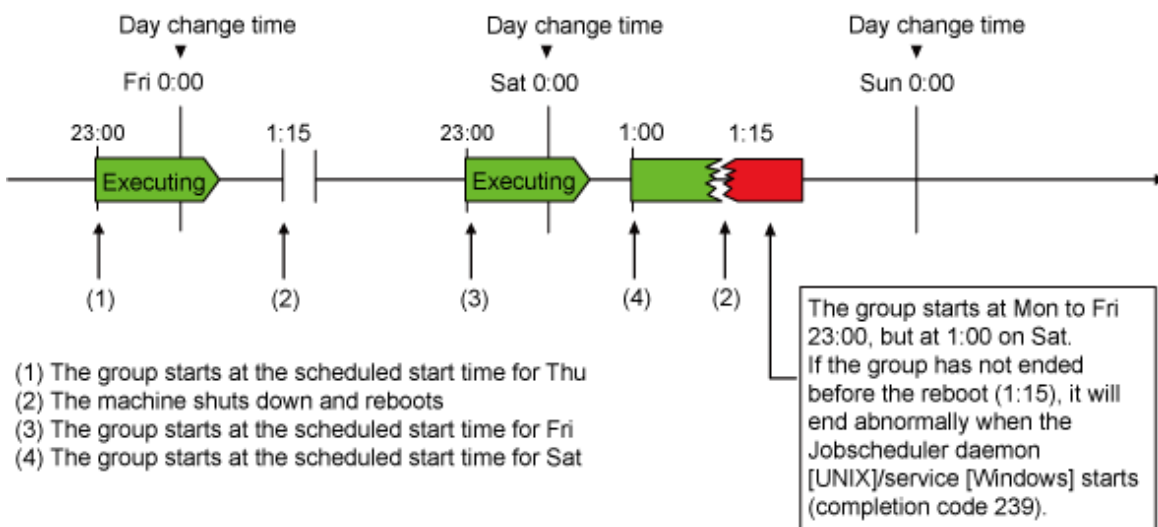 Day change time
Day change time
Day change time
Fri 0:00
Sat 0:00
Sun 0:00
23:00
1:15
23:00
1:00
1:15
Executing
Executing
(1)
(2)
(3)
(4)
(2)
(1) The group starts at the scheduled start time for Thu
(2) The machine shuts down and reboots
(3) The group starts at the scheduled start time for Fri
(4) The group starts at the scheduled start time for Sat
The group starts at Mon to Fri
23:00, but at 1:00 on Sat.
If the group has not ended
before the reboot (1:15), it will
end abnormally when the
Jobscheduler daemon
[UNIX]/service [Windows] starts
(completion code 239).